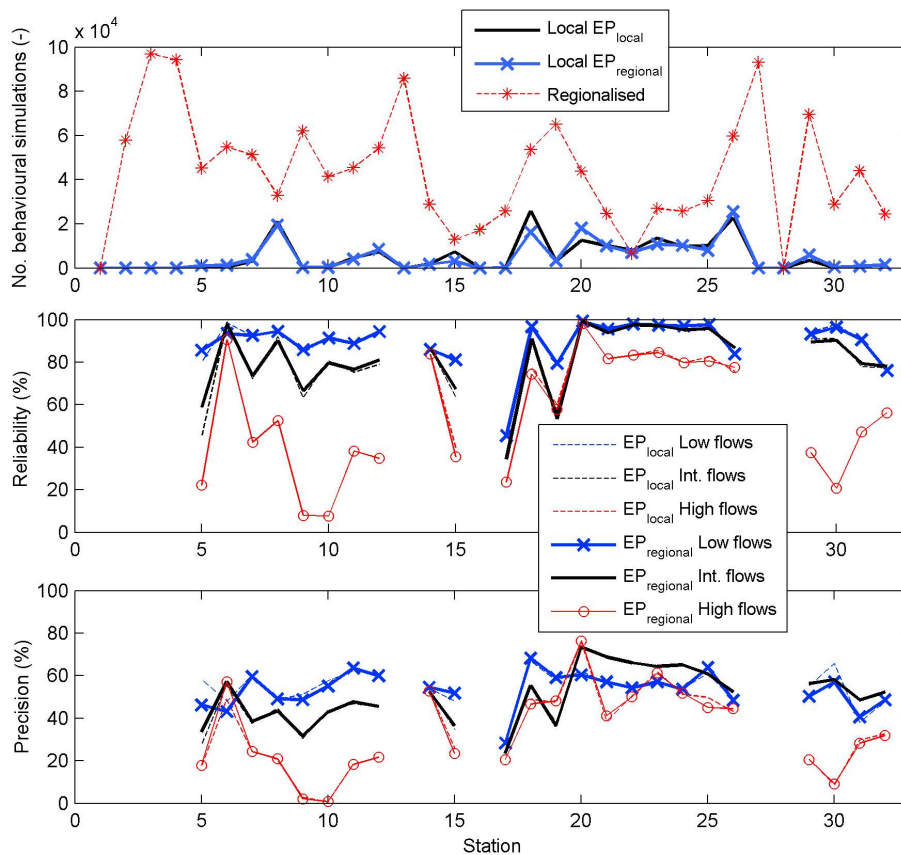 x 10⁴
No. behavioural simulations (-)
10
8
6
4
2
0
0 5 10 15 20 25 30
Local EPlocal
Local EPregional
Regionalised
Reliability (%)
100
80
60
40
20
0
0 5 10 15 30
EPlocal Low flows
EPlocal Int. flows
EPlocal High flows
EPregional Low flows
EPregional Int. flows
EPregional High flows
Precision (%)
100
80
60
40
20
0
0 5 10 15 20 25 30
Station